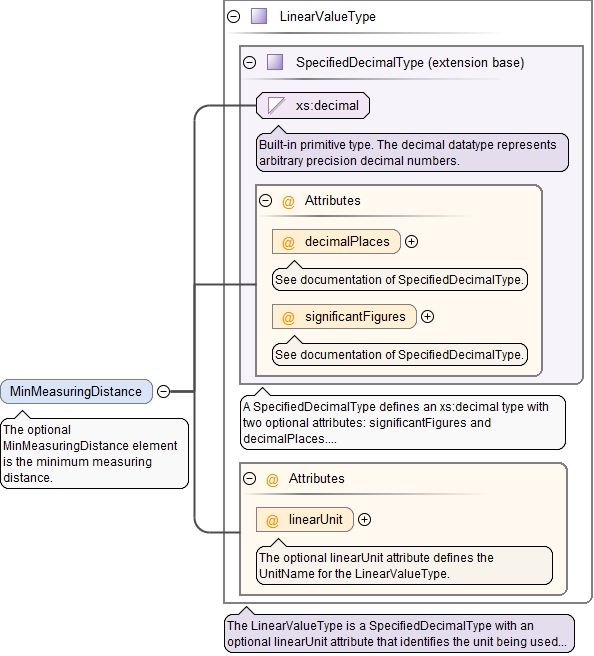 LinearValueType
SpecifiedDecimalType (extension base)
xs:decimal
Built-in primitive type. The decimal datatype represents
arbitrary precision decimal numbers.
@ Attributes
@ decimalPlaces
See documentation of SpecifiedDecimalType.
@ significantFigures
See documentation of SpecifiedDecimalType.
MinMeasuringDistance
The optional
MinMeasuringDistance element
is the minimum measuring
distance.
A SpecifiedDecimalType defines an xs:decimal type with
two optional attributes: significantFigures and
decimalPlaces....
@ Attributes
@ linearUnit
The optional linearUnit attribute defines the
UnitName for the LinearValueType.
The LinearValueType is a SpecifiedDecimalType with an
optional linearUnit attribute that identifies the unit being used...